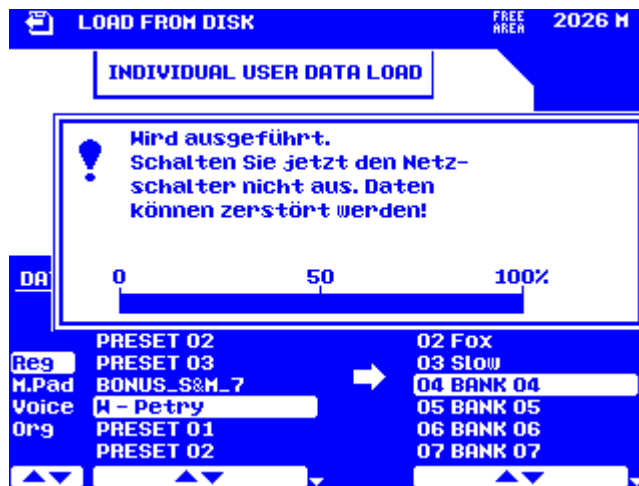 LOAD FROM DISK
FREE AREA 2026 M
INDIVIDUAL USER DATA LOAD
Wird ausgeführt.
Schalten Sie jetzt den Netz-
schalter nicht aus. Daten
können zerstört werden!
DA
0 50 100%
PRESET 02 02 Fox
Reg PRESET 03 03 Slow
M.Pad BONUS_S&M_7 04 BANK 04
Voice W - Petry 05 BANK 05
Org PRESET 01 06 BANK 06
PRESET 02 07 BANK 07